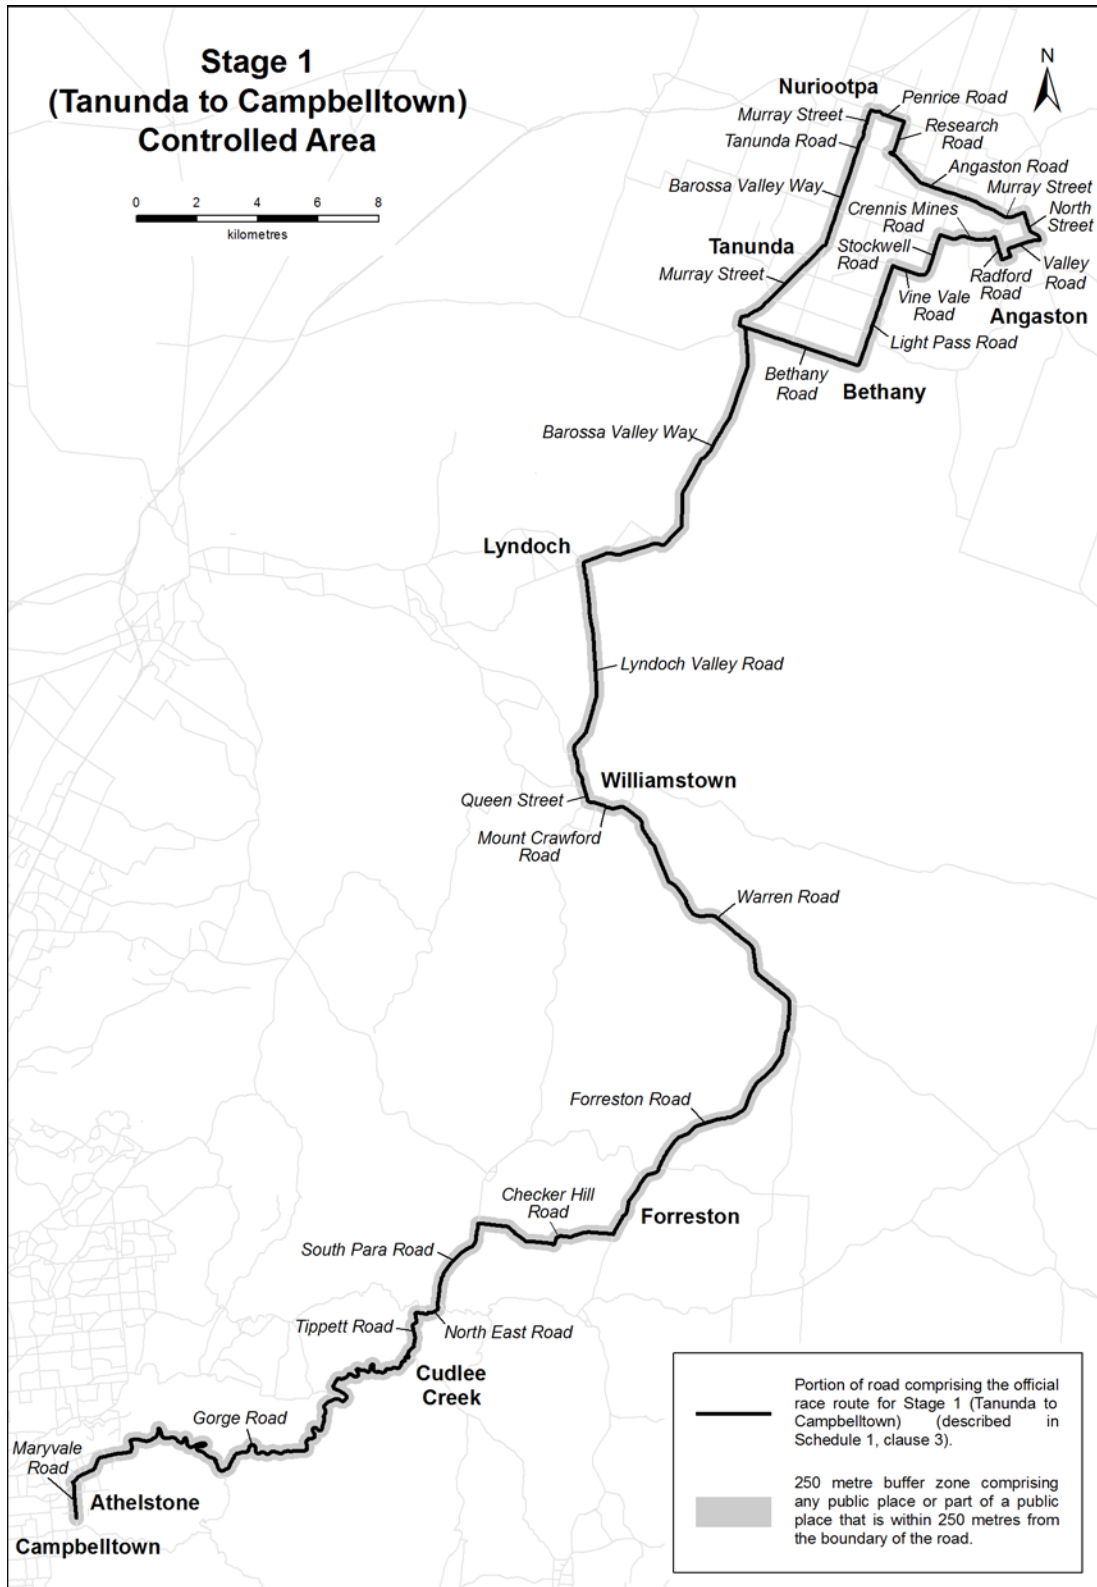 Stage 1
(Tanunda to Campbelltown)
Controlled Area
0 2 4 6 8
kilometres
N
Nuriootpa
Penrice Road
Murray Street
Research
Road
Tanunda Road
Angaston Road
Barossa Valley Way
Murray Street
Crennis Mines
Road
North
Street
Tanunda
Stockwell
Road
Murray Street
Radford
Road
Valley
Road
Vine Vale
Road
Angaston
Light Pass Road
Bethany
Road
Bethany
Barossa Valley Way
Lyndoch
Lyndoch Valley Road
Williamstown
Queen Street
Mount Crawford
Road
Warren Road
Forreston Road
Checker Hill
Road
Forreston
South Para Road
Tippett Road
North East Road
Cudlee
Creek
Gorge Road
Maryvale
Road
Athelstone
Campbelltown
Portion of road comprising the official
race route for Stage 1 (Tanunda to
Campbelltown) (described in
Schedule 1, clause 3).
250 metre buffer zone comprising
any public place or part of a public
place that is within 250 metres from
the boundary of the road.